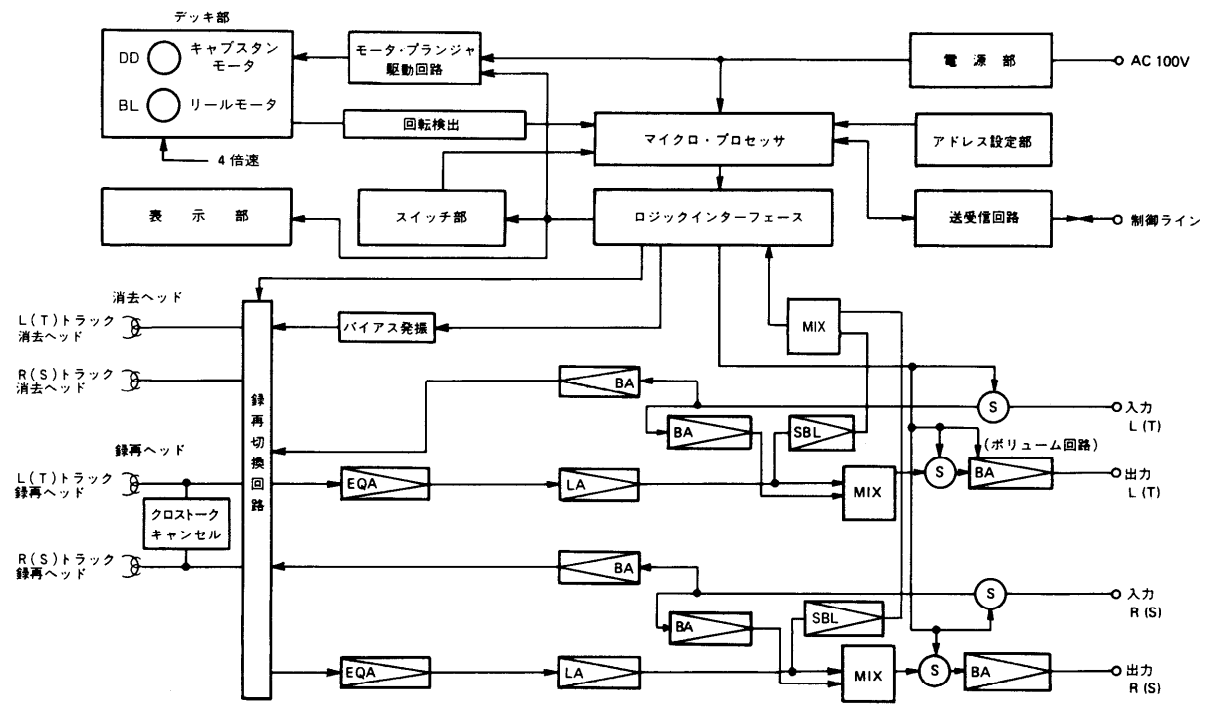 デッキ部
DD
キャプスタン
モータ
BL
リールモータ
4倍速
モータ・プランジャ
駆動回路
回転検出
電源部
AC 100V
マイクロ・プロセッサ
アドレス設定部
表示部
スイッチ部
ロジックインターフェース
送受信回路
制御ライン
消去ヘッド
L(T)トラック
消去ヘッド
バイアス発振
MIX
R(S)トラック
消去ヘッド
録再切換回路
BA
S
入力
L(T)
BA
SBL
(ボリューム回路)
録再ヘッド
L(T)トラック
録再ヘッド
EQA
LA
MIX
S
BA
出力
L(T)
クロストーク
キャンセル
R(S)トラック
録再ヘッド
BA
S
入力
R(S)
BA
SBL
EQA
LA
MIX
S
BA
出力
R(S)